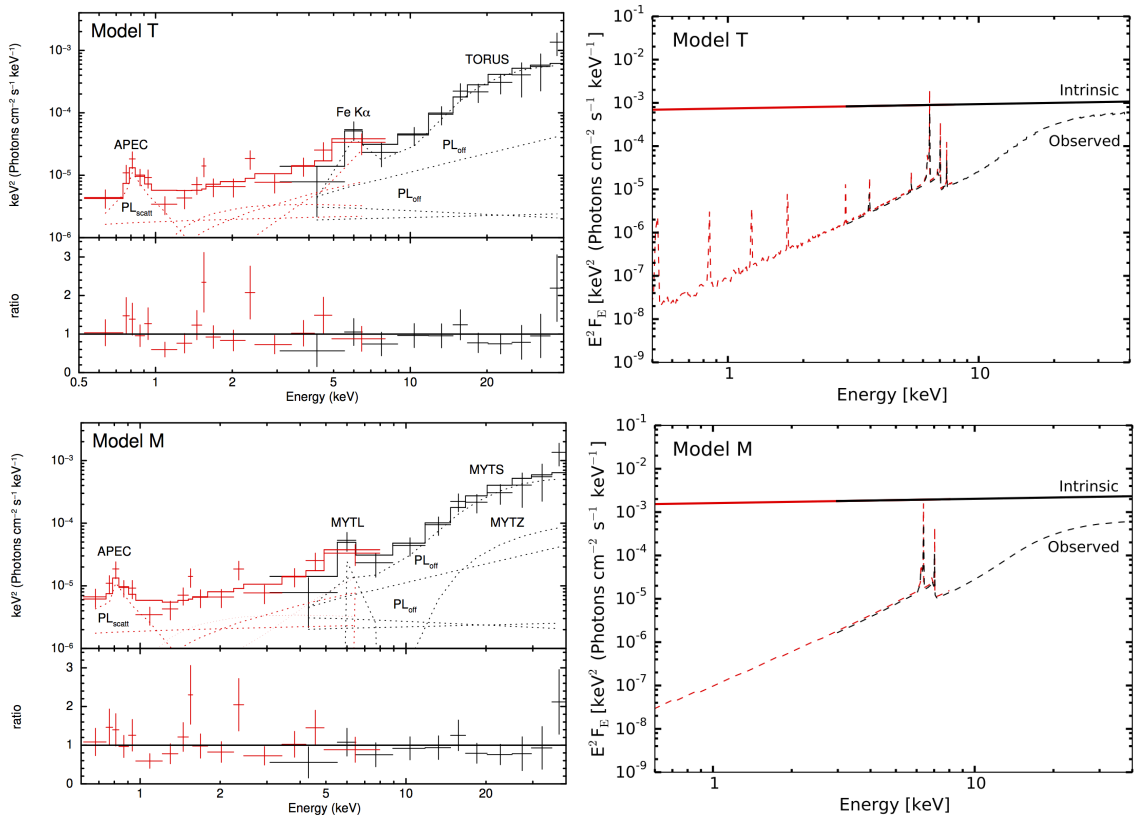 Model T
keV² (Photons cm⁻² s⁻¹ keV⁻¹)
10⁻³
10⁻⁴
10⁻⁵
10⁻⁶
APEC
PLscatt
Fe Kα
TORUS
PLoff
PLoff
ratio
3
2
1
0
0.5
1
2
5
10
20
Energy (keV)
Model T
E² F_E [keV² (Photons cm⁻² s⁻¹ keV⁻¹]
10⁻¹
10⁻²
10⁻³
10⁻⁴
10⁻⁵
10⁻⁶
10⁻⁷
10⁻⁸
10⁻⁹
Intrinsic
Observed
1
10
Energy [keV]
Model M
keV² (Photons cm⁻² s⁻¹ keV⁻¹)
10⁻³
10⁻⁴
10⁻⁵
10⁻⁶
APEC
PLscatt
MYTL
MYTS
MYTZ
PLoff
PLoff
ratio
3
2
1
0
1
2
5
10
20
Energy (keV)
Model M
E² F_E [keV² (Photons cm⁻² s⁻¹ keV⁻¹]
10⁻¹
10⁻²
10⁻³
10⁻⁴
10⁻⁵
10⁻⁶
10⁻⁷
10⁻⁸
10⁻⁹
Intrinsic
Observed
1
10
Energy [keV]